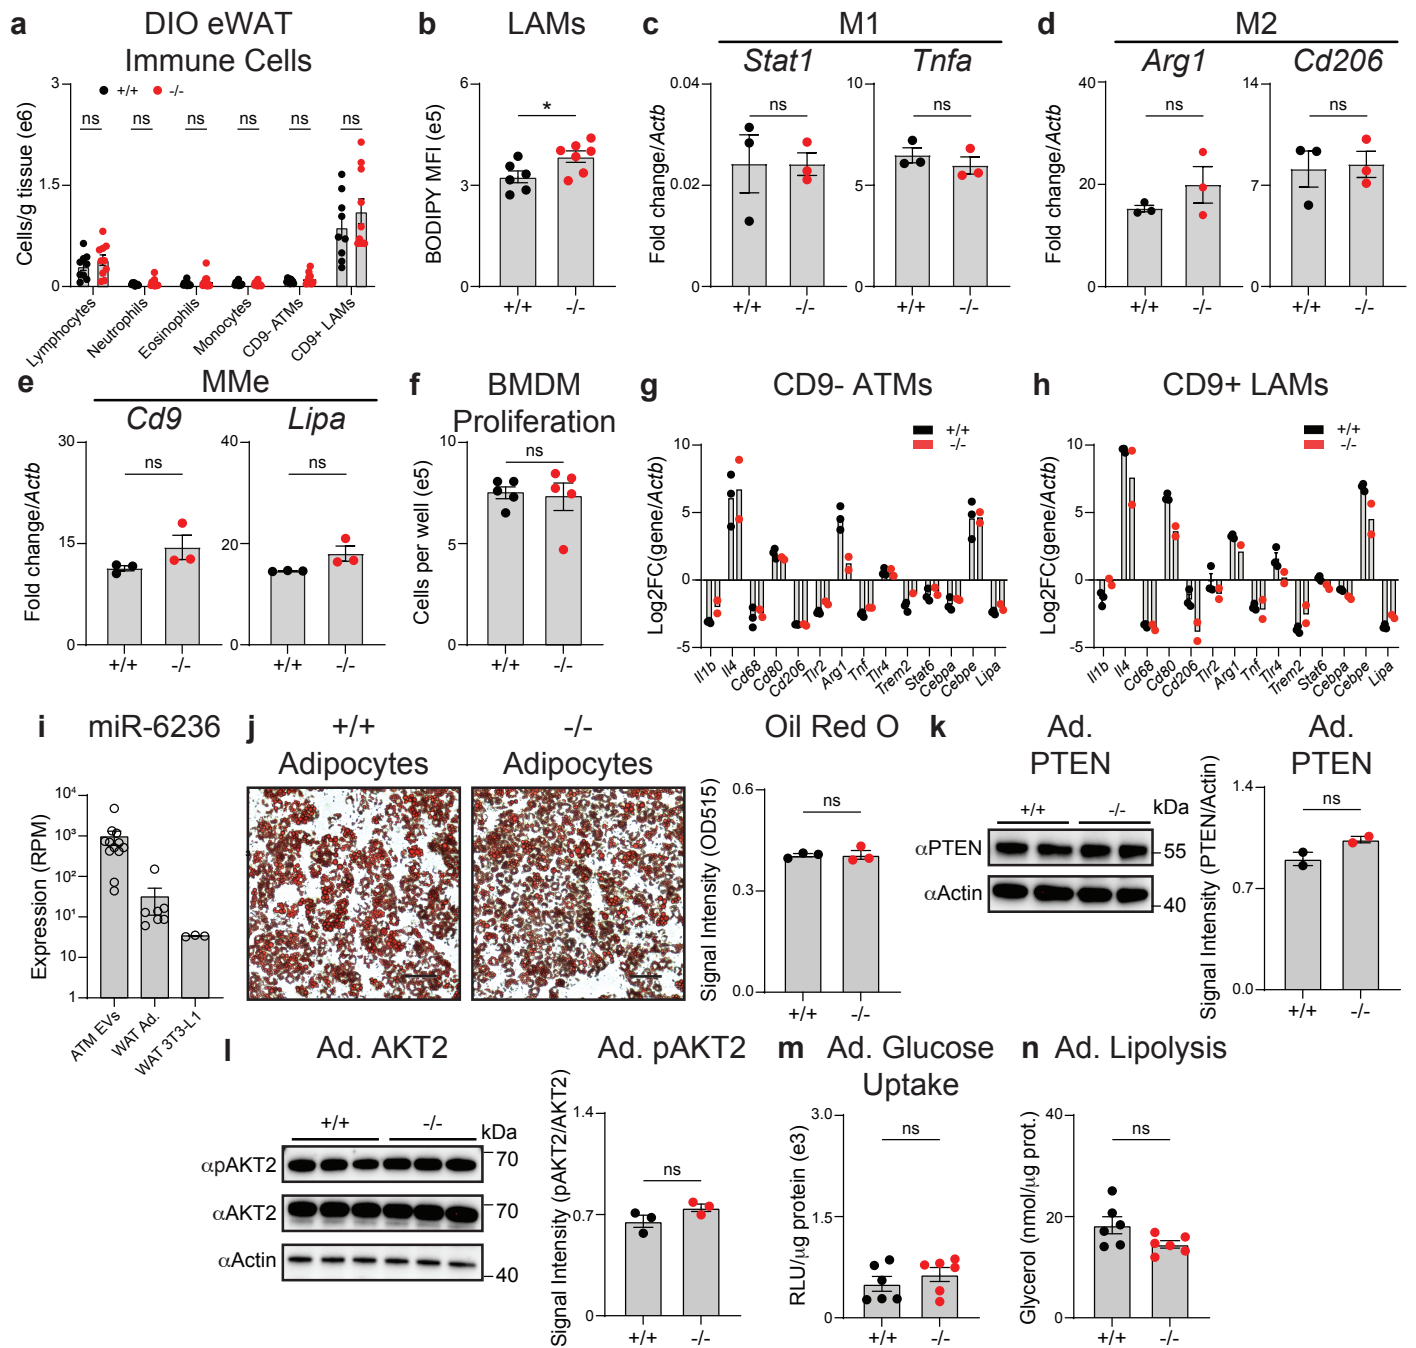 a DIO eWAT
Immune Cells
+/+ -/-
ns ns ns ns ns ns
Cells/g tissue (e6)
3
1.5
0
Lymphocytes
Neutrophils
Eosinophils
Monocytes
CD9- ATMs
CD9+ LAMs
b LAMs
BODIPY MFI (e5)
6
3
0
*
+/+ -/-
c M1
Stat1 Tnfa
Fold change/Actb
0.04
0.02
0
ns
+/+ -/-
10
5
0
ns
+/+ -/-
d M2
Arg1 Cd206
Fold change/Actb
40
20
0
ns
+/+ -/-
14
7
0
ns
+/+ -/-
e MMe
Cd9 Lipa
Fold change/Actb
30
15
0
ns
+/+ -/-
40
20
0
ns
+/+ -/-
f BMDM
Proliferation
Cells per well (e5)
10
5
0
ns
+/+ -/-
g CD9- ATMs
+/+
-/-
Log2FC(gene/Actb)
10
5
0
-5
Il1b
Il4
Cd68
Cd80
Cd206
Tlr2
Arg1
Tnf
Tlr4
Trem2
Stat6
Cebpa
Cebpe
Lipa
h CD9+ LAMs
+/+
-/-
Log2FC(gene/Actb)
10
5
0
-5
Il1b
Il4
Cd68
Cd80
Cd206
Tlr2
Arg1
Tnf
Tlr4
Trem2
Stat6
Cebpa
Cebpe
Lipa
i miR-6236
Expression (RPM)
10⁴
10³
10²
10¹
10
1
ATM EVs
WAT Ad.
WAT 3T3-L1
j +/+ -/-
Adipocytes Adipocytes
Oil Red O
Signal Intensity (OD515)
0.6
0.3
0.0
ns
+/+ -/-
k Ad.
PTEN
+/+ -/- kDa
αPTEN 55
αActin 40
Ad.
PTEN
Signal Intensity (PTEN/Actin)
1.4
0.7
0.0
ns
+/+ -/-
l Ad. AKT2
+/+ -/- kDa
αpAKT2 70
αAKT2 70
αActin 40
Ad. pAKT2
Signal Intensity (pAKT2/AKT2)
1.4
0.7
0
ns
+/+ -/-
m Ad. Glucose
Uptake
RLU/μg protein (e3)
3.0
1.5
0
ns
+/+ -/-
n Ad. Lipolysis
Glycerol (nmol/μg prot.)
40
20
0
ns
+/+ -/-